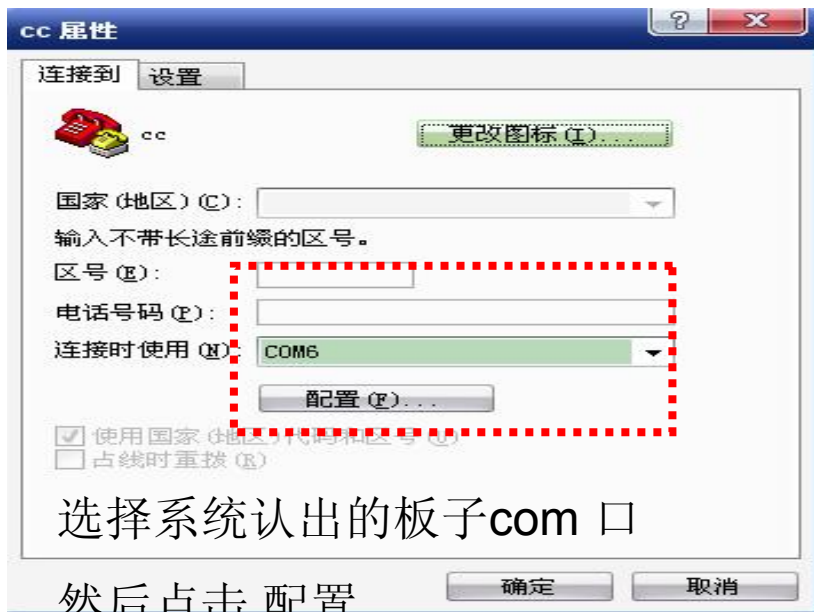 cc 属性
连接到 设置
cc 更改图标(I)...
国家(地区)(C):
输入不带长途前缀的区号。
区号(E):
电话号码(P):
连接时使用(N): COM6
配置(F)...
使用国家(地区)代码和区号(U)
占线时重拨(R)
选择系统认出的板子com 口
然后点击 配置
确定 取消